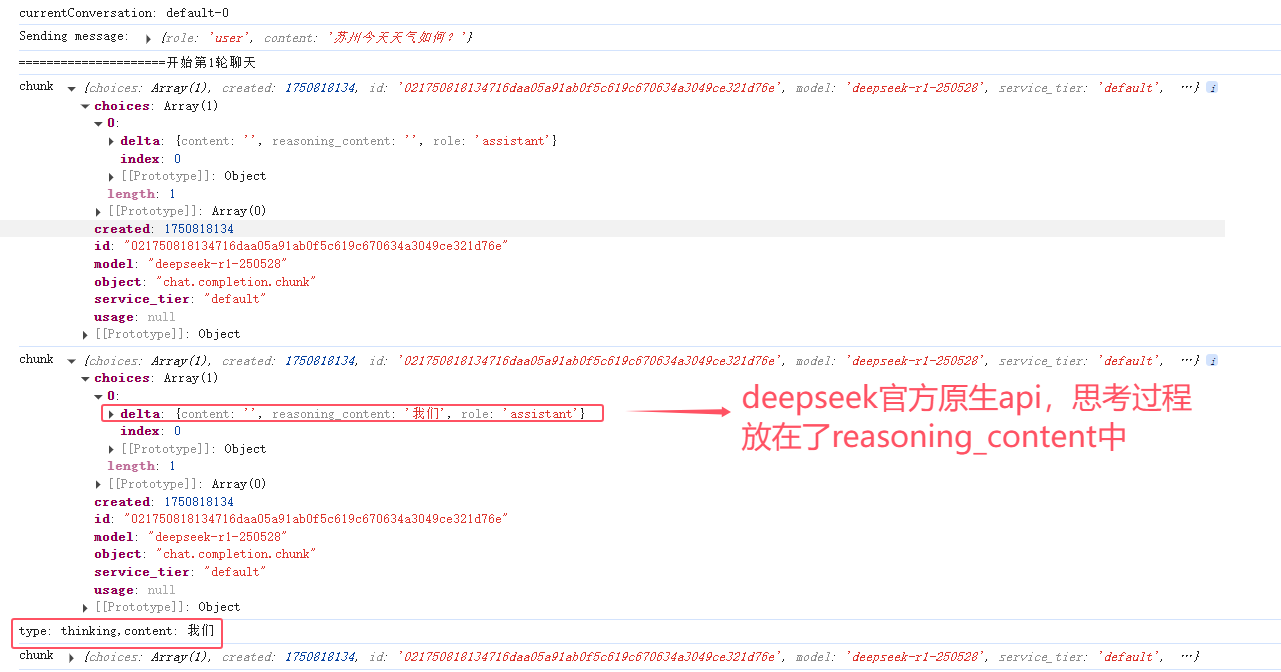 currentConversation: default-0
Sending message: ▶ {role: 'user', content: '苏州今天天气如何？'}
=====================开始第1轮聊天
chunk ▼ {choices: Array(1), created: 1750818134, id: '021750818134716daa05a91ab0f5c619c670634a3049ce321d76e', model: 'deepseek-r1-250528', service_tier: 'default', …} i
▼ choices: Array(1)
▼ 0:
▶ delta: {content: '', reasoning_content: '', role: 'assistant'}
index: 0
▶ [[Prototype]]: Object
length: 1
▶ [[Prototype]]: Array(0)
created: 1750818134
id: "021750818134716daa05a91ab0f5c619c670634a3049ce321d76e"
model: "deepseek-r1-250528"
object: "chat.completion.chunk"
service_tier: "default"
usage: null
▶ [[Prototype]]: Object
chunk ▼ {choices: Array(1), created: 1750818134, id: '021750818134716daa05a91ab0f5c619c670634a3049ce321d76e', model: 'deepseek-r1-250528', service_tier: 'default', …} i
▼ choices: Array(1)
▼ 0:
▶ delta: {content: '', reasoning_content: '我们', role: 'assistant'}
index: 0
▶ [[Prototype]]: Object
length: 1
▶ [[Prototype]]: Array(0)
created: 1750818134
id: "021750818134716daa05a91ab0f5c619c670634a3049ce321d76e"
model: "deepseek-r1-250528"
object: "chat.completion.chunk"
service_tier: "default"
usage: null
▶ [[Prototype]]: Object
deepseek官方原生api，思考过程
放在了reasoning_content中
type: thinking,content: 我们
chunk ▶ {choices: Array(1), created: 1750818134, id: '021750818134716daa05a91ab0f5c619c670634a3049ce321d76e', model: 'deepseek-r1-250528', service_tier: 'default', …}